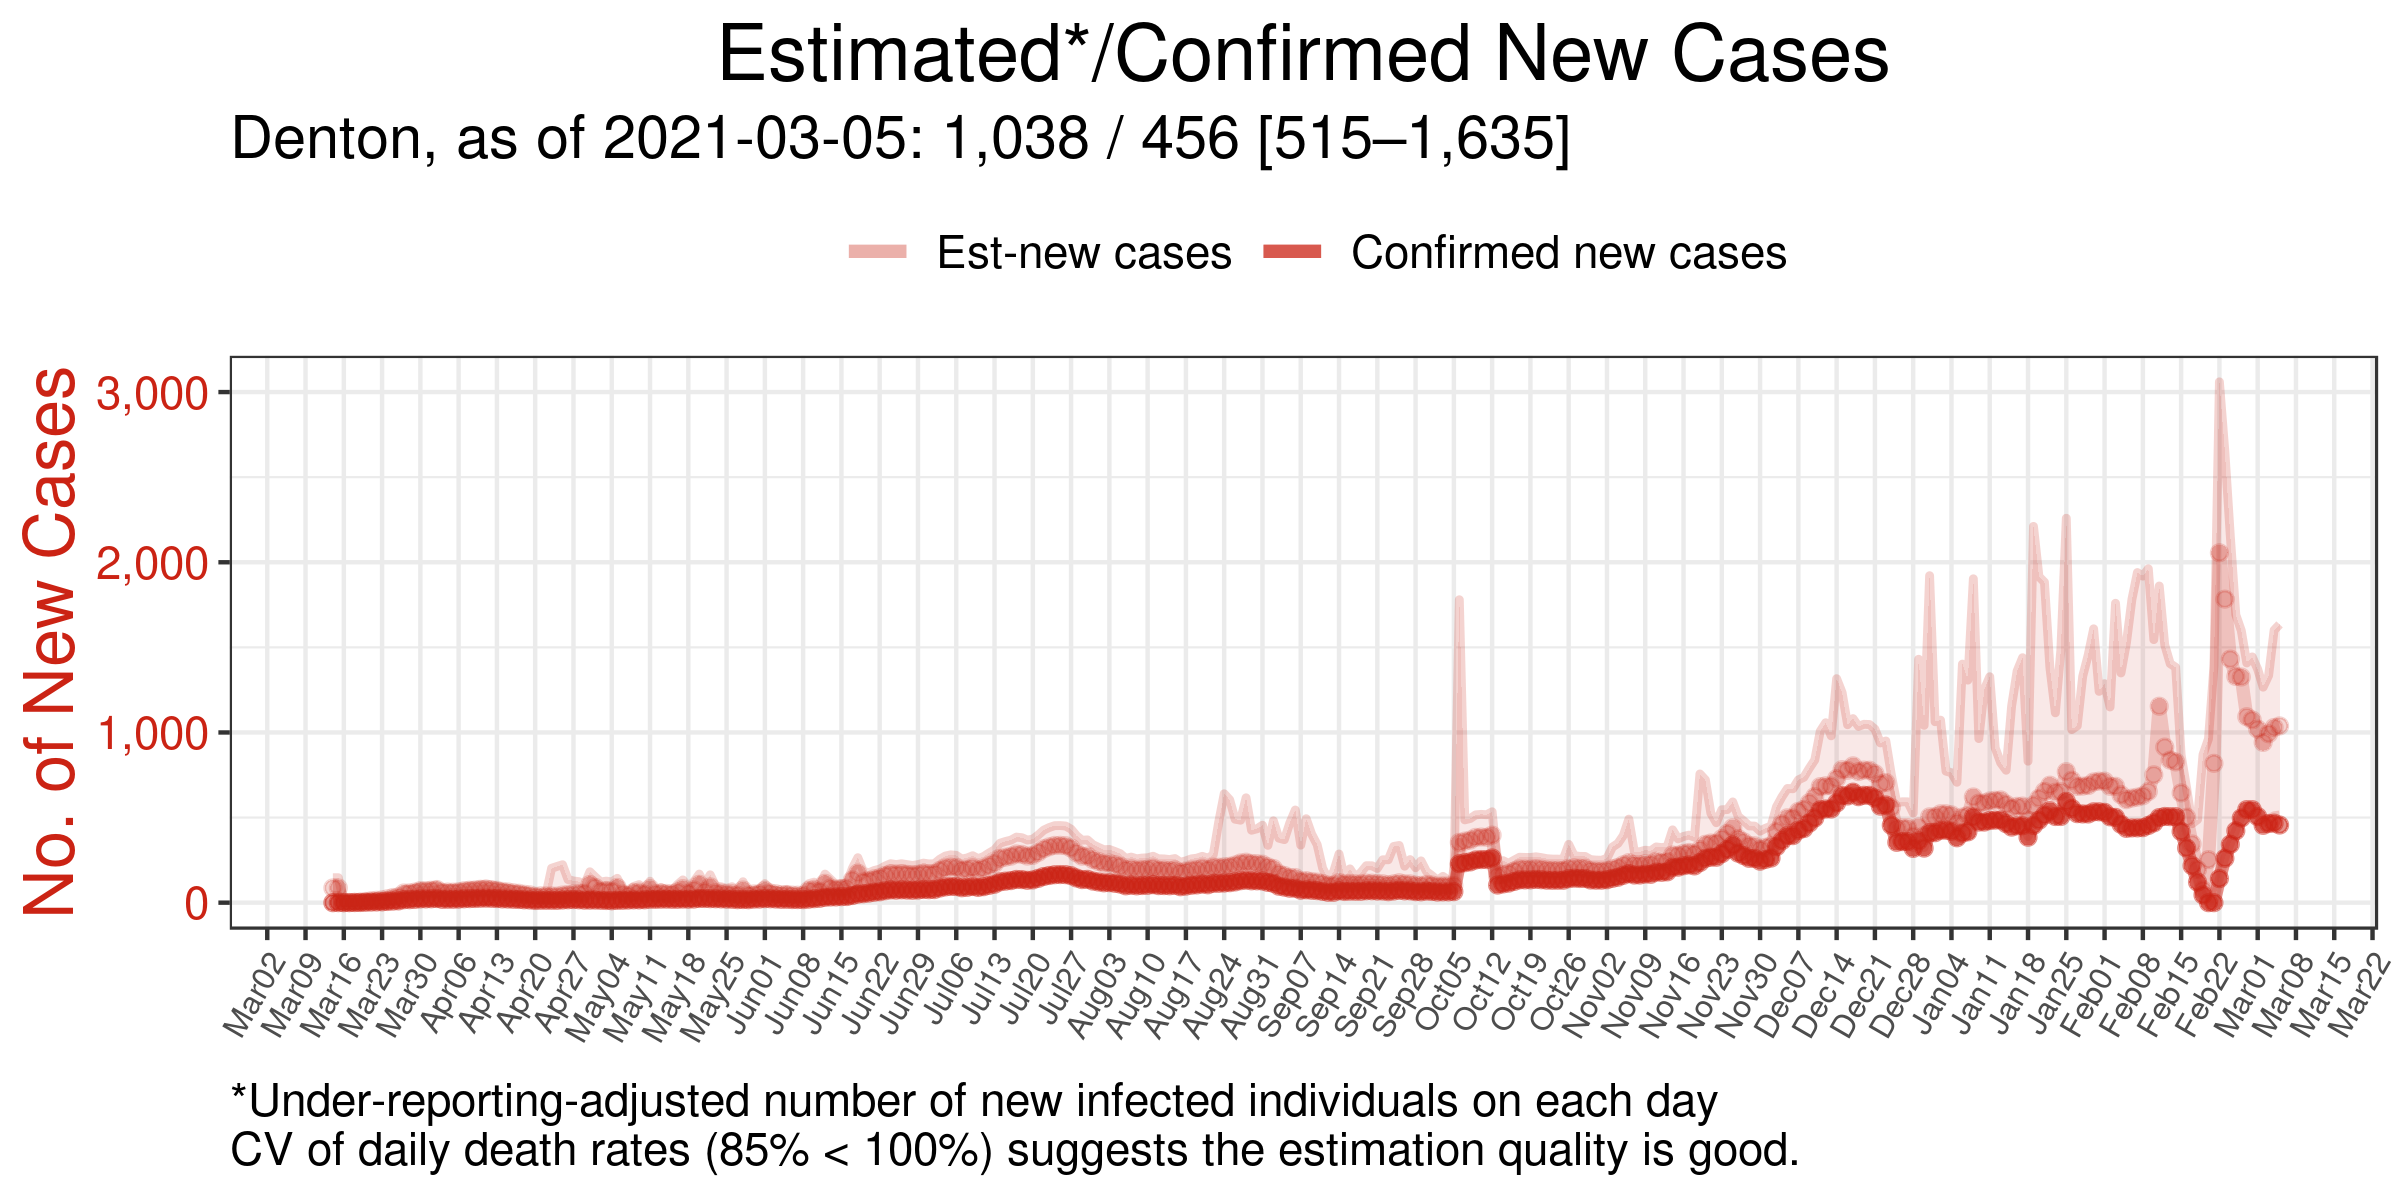 Estimated*/Confirmed New Cases
Denton, as of 2021-03-05: 1,038 / 456 [515–1,635]
Est-new cases Confirmed new cases
No. of New Cases
3,000
2,000
1,000
0
Mar02 Mar09 Mar16 Mar23 Mar30 Apr06 Apr13 Apr20 Apr27 May04 May11 May18 May25 Jun01 Jun08 Jun15 Jun22 Jun29 Jul06 Jul13 Jul20 Jul27 Aug03 Aug10 Aug17 Aug24 Aug31 Sep07 Sep14 Sep21 Sep28 Oct05 Oct12 Oct19 Oct26 Nov02 Nov09 Nov16 Nov23 Nov30 Dec07 Dec14 Dec21 Dec28 Jan04 Jan11 Jan18 Jan25 Feb01 Feb08 Feb15 Feb22 Mar01 Mar08 Mar15 Mar22
*Under-reporting-adjusted number of new infected individuals on each day
CV of daily death rates (85% < 100%) suggests the estimation quality is good.